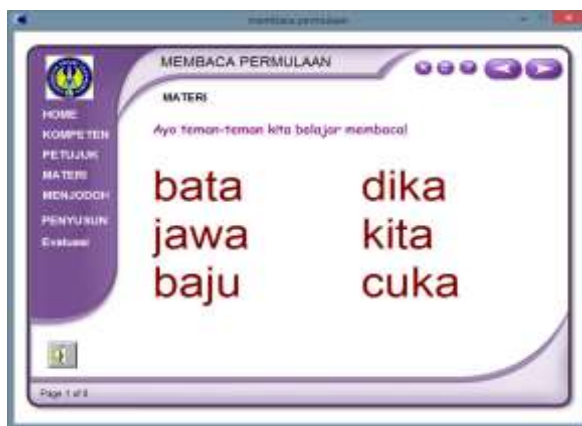 membaca permulaan
MEMBACA PERMULAAN
MATERI
Ayo teman-teman kita belajar membaca!
HOME
KOMPETEN
PETUJUK
MATERI
MENJODOH
PENYUSUN
Evaluasi
bata dika
jawa kita
baju cuka
Page 1 of 8